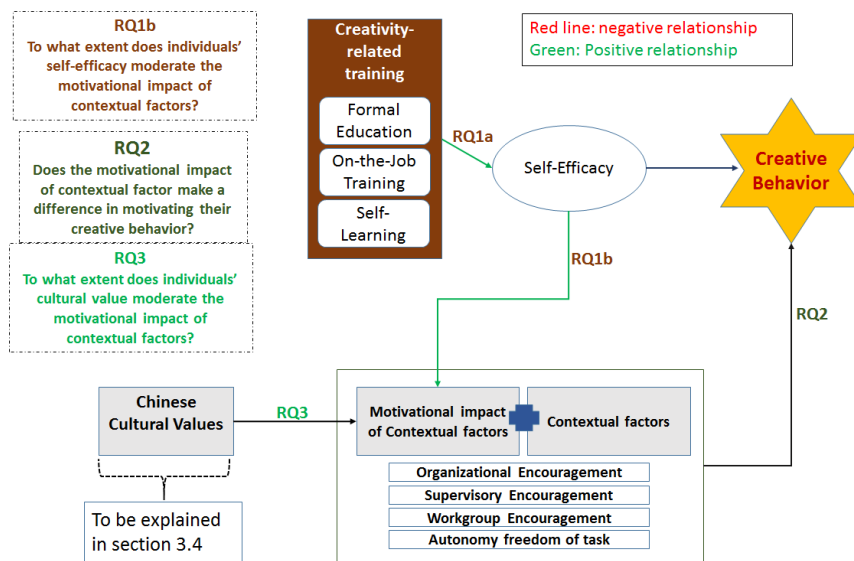 RQ1b
To what extent does individuals'
self-efficacy moderate the
motivational impact of
contextual factors?
RQ2
Does the motivational impact
of contextual factor make a
difference in motivating their
creative behavior?
RQ3
To what extent does individuals'
cultural value moderate the
motivational impact of
contextual factors?
Creativity-
related
training
Formal
Education
On-the-Job
Training
Self-
Learning
RQ1a
Self-Efficacy
RQ1b
Red line: negative relationship
Green: Positive relationship
Creative
Behavior
RQ2
Chinese
Cultural Values
RQ3
To be explained
in section 3.4
Motivational impact
of Contextual factors
Contextual factors
Organizational Encouragement
Supervisory Encouragement
Workgroup Encouragement
Autonomy freedom of task